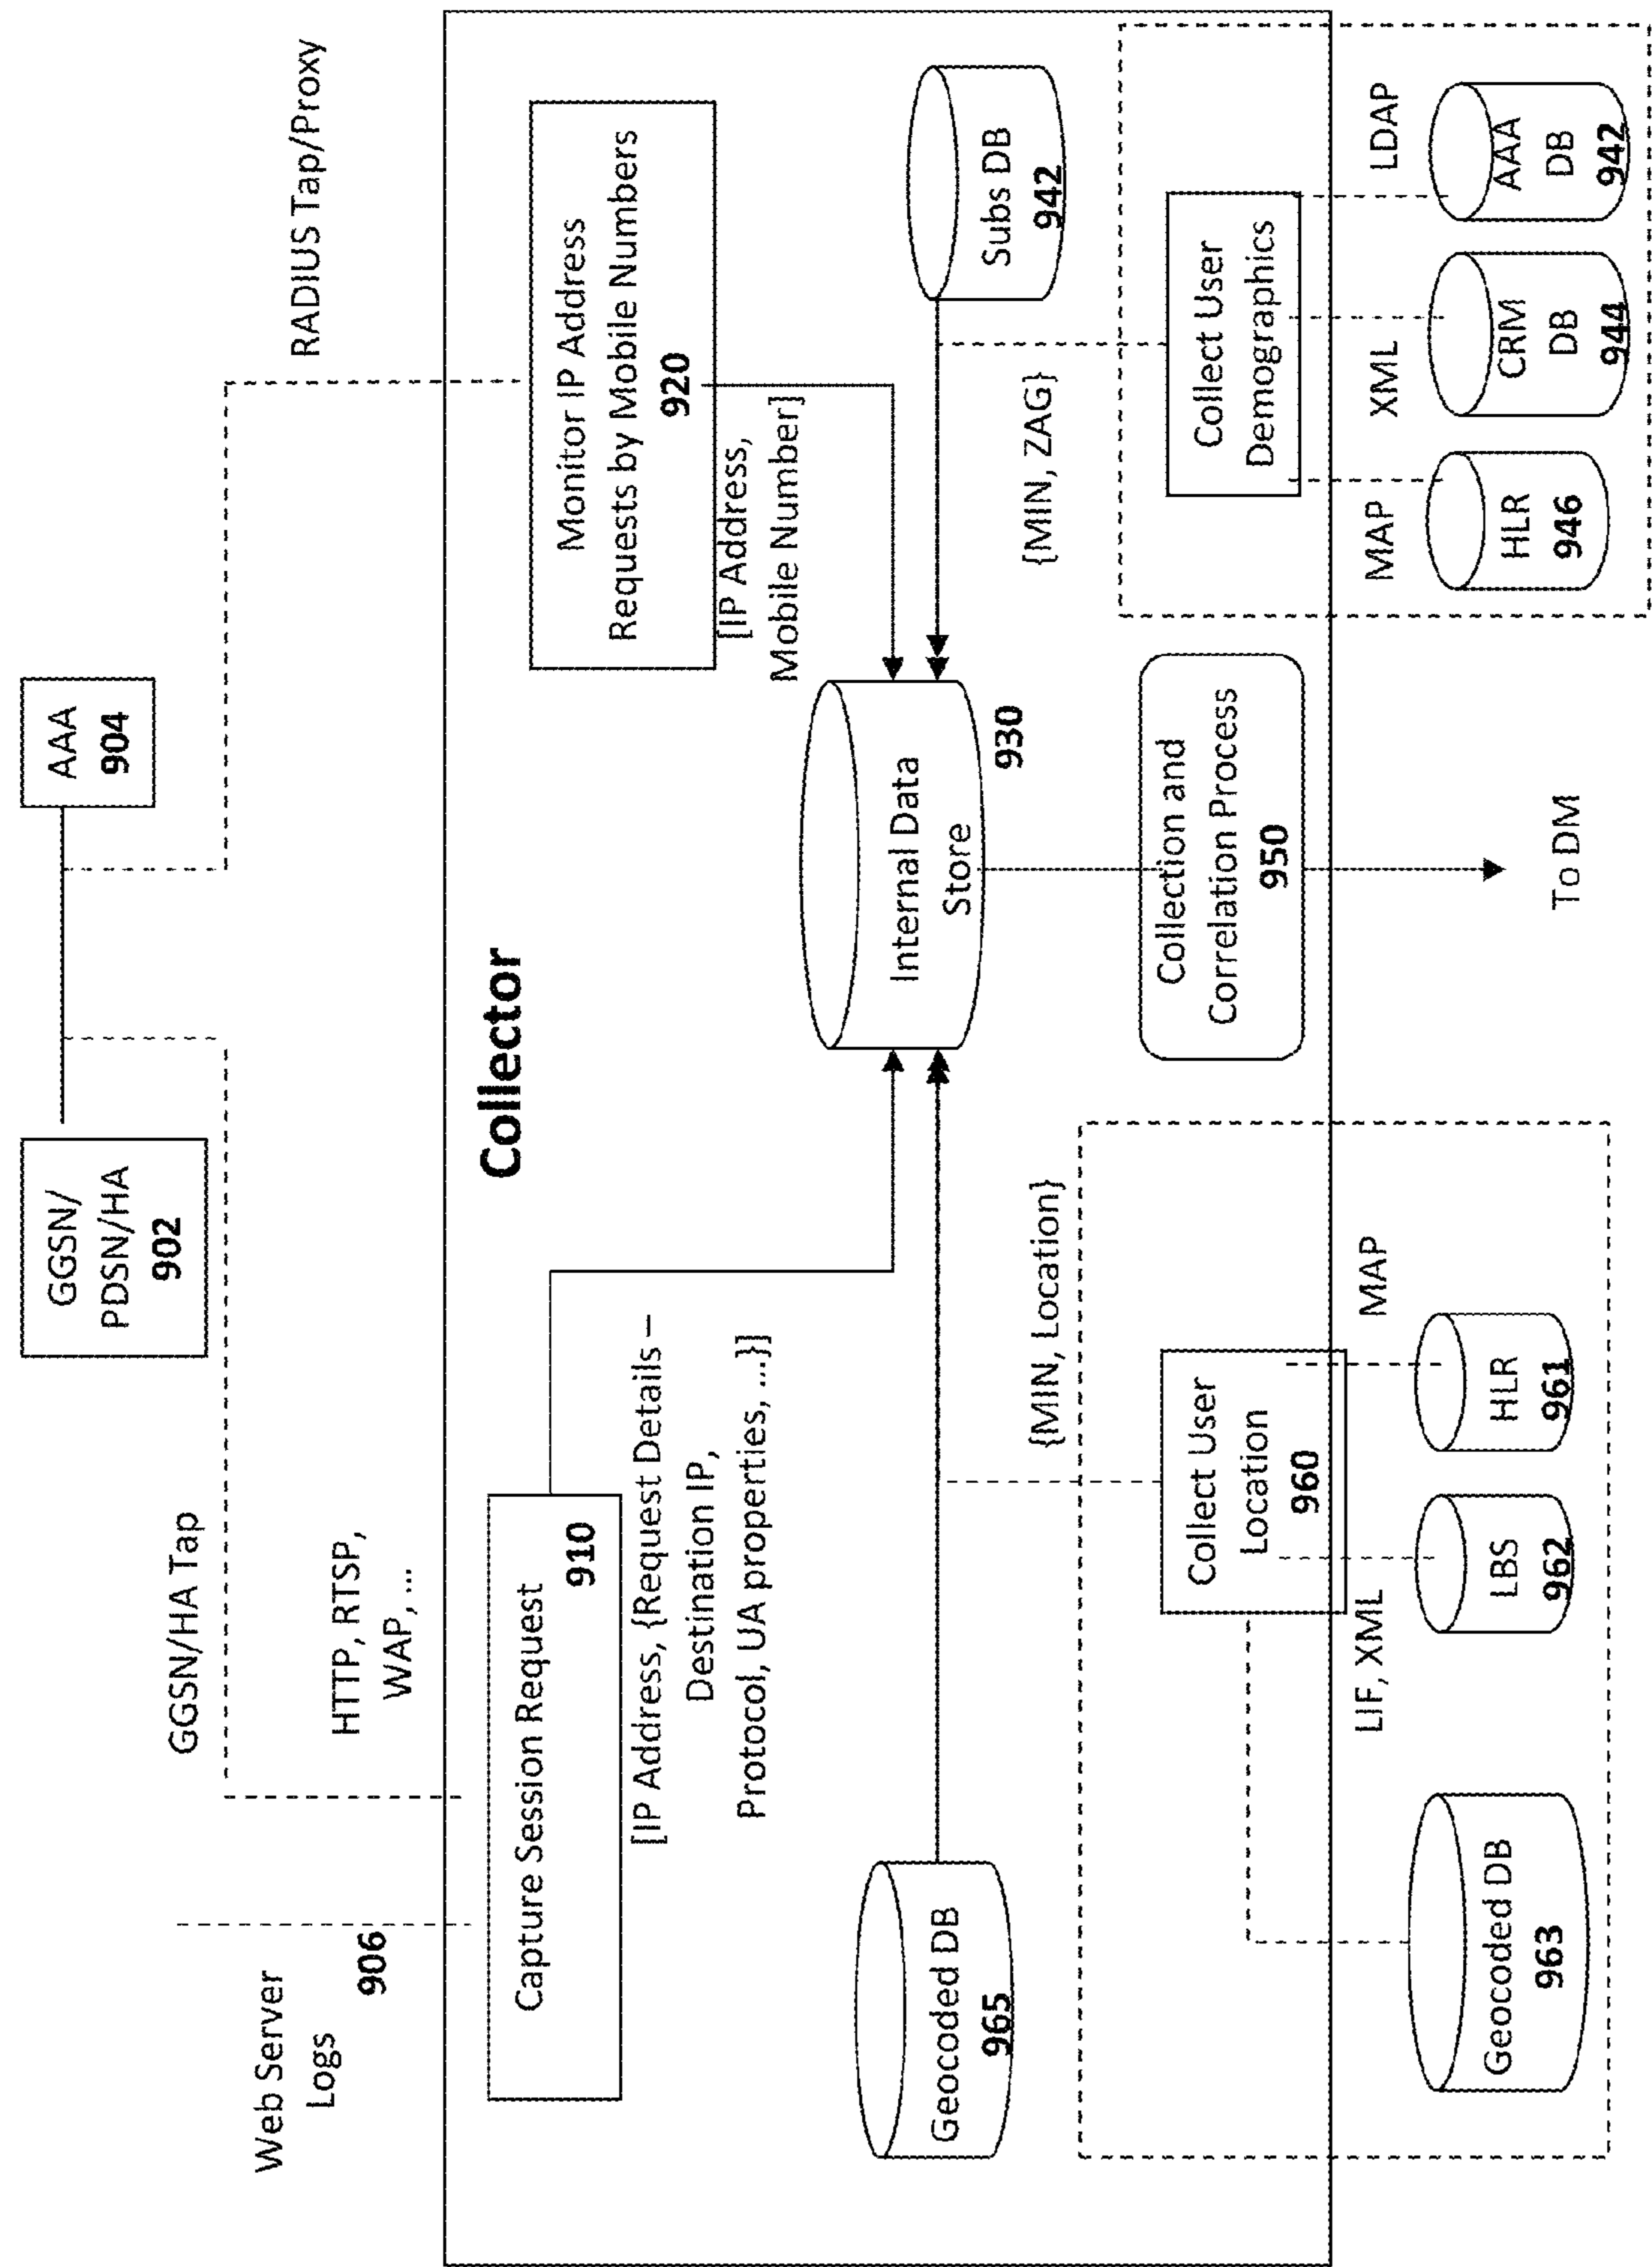 GGSN/
PDSN/HA
902
AAA
904
GGSN/HA Tap
RADIUS Tap/Proxy
Web Server
Logs
906
HTTP, RTSP,
WAP, ...
Collector
Capture Session Request
910
Monitor IP Address
Requests by Mobile Numbers
920
[IP Address, {Request Details –
Destination IP,
Protocol, UA properties, ...}]
[IP Address,
Mobile Number]
Geocoded DB
965
Internal Data
Store
930
Subs DB
942
{MIN, Location}
{MIN, ZAG}
Collect User
Location
960
Collection and
Correlation Process
950
Collect User
Demographics
LIF, XML
MAP
MAP
XML
LDAP
Geocoded DB
963
LBS
962
HLR
961
To DM
HLR
946
CRM
DB
944
AAA
DB
942